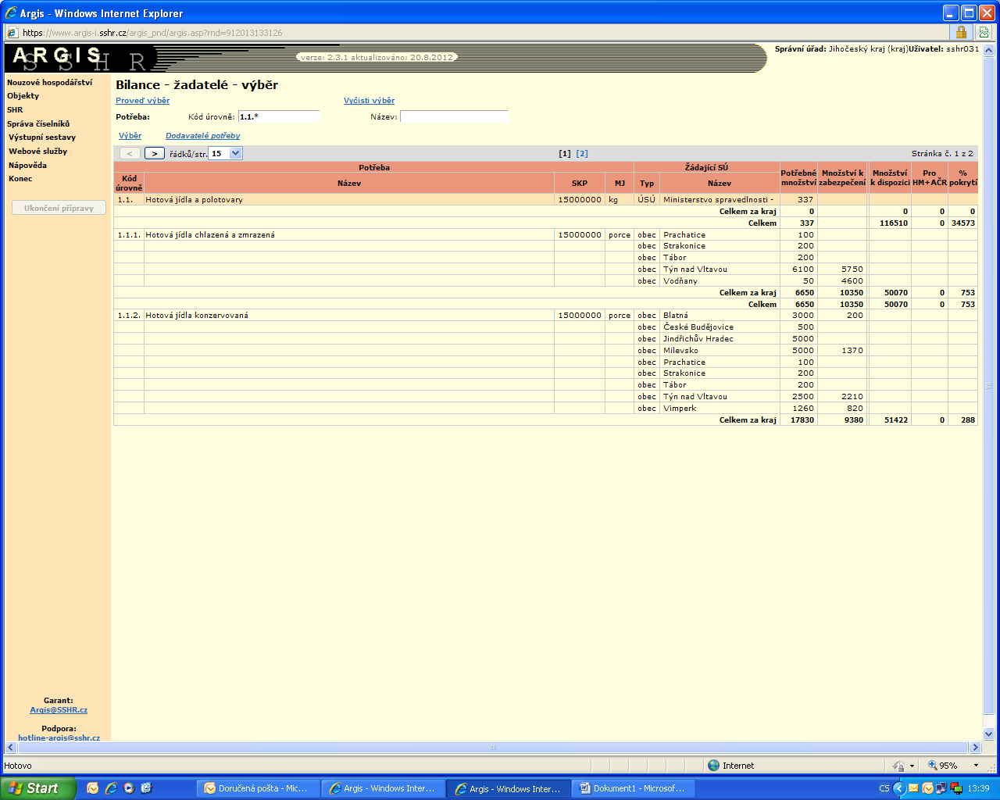 Argis - Windows Internet Explorer
https://www.argis-i.sshr.cz/argis_pnd/argis.asp?rnd=912013133126
ARGIS
SSHR
verze: 2.3.1 aktualizováno: 20.8.2012
Správní úřad: Jihočeský kraj (kraj)Uživatel: sshr031
Nouzové hospodářství
Objekty
SHR
Správa číselníků
Výstupní sestavy
Webové služby
Nápověda
Konec
Ukončení přípravy
Bilance - žadatelé - výběr
Proveď výběr Vyčisti výběr
Potřeba: Kód úrovně: 1.1.* Název:
Výběr Dodavatelé potřeby
< > řádků/str. 15 [1] [2] Stránka č. 1 z 2
Potřeba Žádající SÚ Potřebné množství Množství k zabezpečení Množství k dispozici Pro HM+AČR % pokrytí
Kód úrovně Název SKP MJ Typ Název
1.1. Hotová jídla a polotovary 15000000 kg ÚSÚ Ministerstvo spravedlnosti - 337
Celkem za kraj 0 0 0 0
Celkem 337 116510 0 34573
1.1.1. Hotová jídla chlazená a zmrazená 15000000 porce obec Prachatice 100
obec Strakonice 200
obec Tábor 200
obec Týn nad Vltavou 6100 5750
obec Vodňany 50 4600
Celkem za kraj 6650 10350 50070 0 753
Celkem 6650 10350 50070 0 753
1.1.2. Hotová jídla konzervovaná 15000000 porce obec Blatná 3000 200
obec České Budějovice 500
obec Jindřichův Hradec 5000
obec Milevsko 5000 1370
obec Prachatice 100
obec Strakonice 200
obec Tábor 200
obec Týn nad Vltavou 2500 2210
obec Vimperk 1260 820
Celkem za kraj 17830 9380 51422 0 288
Garant:
Argis@SSHR.cz
Podpora:
hotline-argis@sshr.cz
Hotovo Internet 95%
Start Doručená pošta - Mic... Argis - Windows Inter... Argis - Windows Inter... Dokument1 - Microsof... CS 13:39